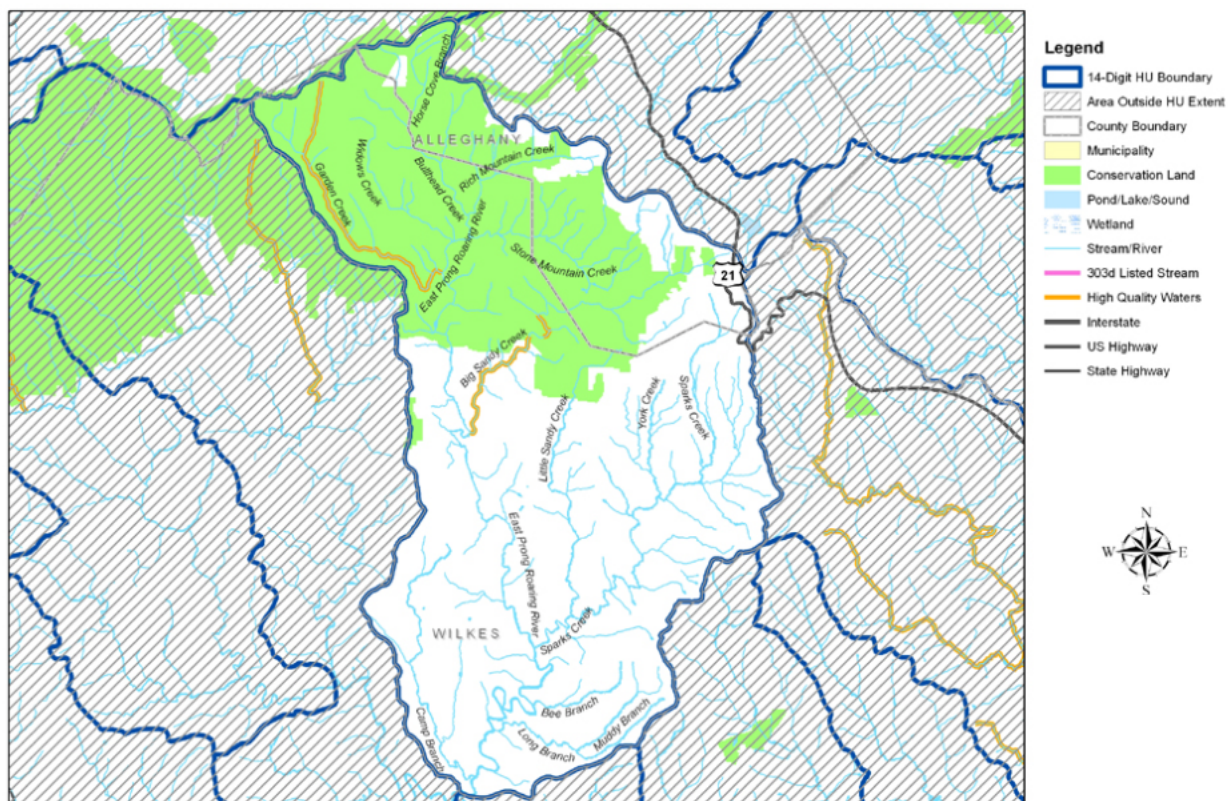 Horse Cove Branch
ALLEGHANY
Widows Creek
Garden Creek
Bullhead Creek
Rich Mountain Creek
East Prong Roaring River
Stone Mountain Creek
21
Big Sandy Creek
Little Sandy Creek
York Creek
Sparks Creek
East Prong Roaring River
WILKES
Sparks Creek
Bee Branch
Camp Branch
Long Branch
Muddy Branch
Legend
14-Digit HU Boundary
Area Outside HU Extent
County Boundary
Municipality
Conservation Land
Pond/Lake/Sound
Wetland
Stream/River
303d Listed Stream
High Quality Waters
Interstate
US Highway
State Highway
N
W E
S